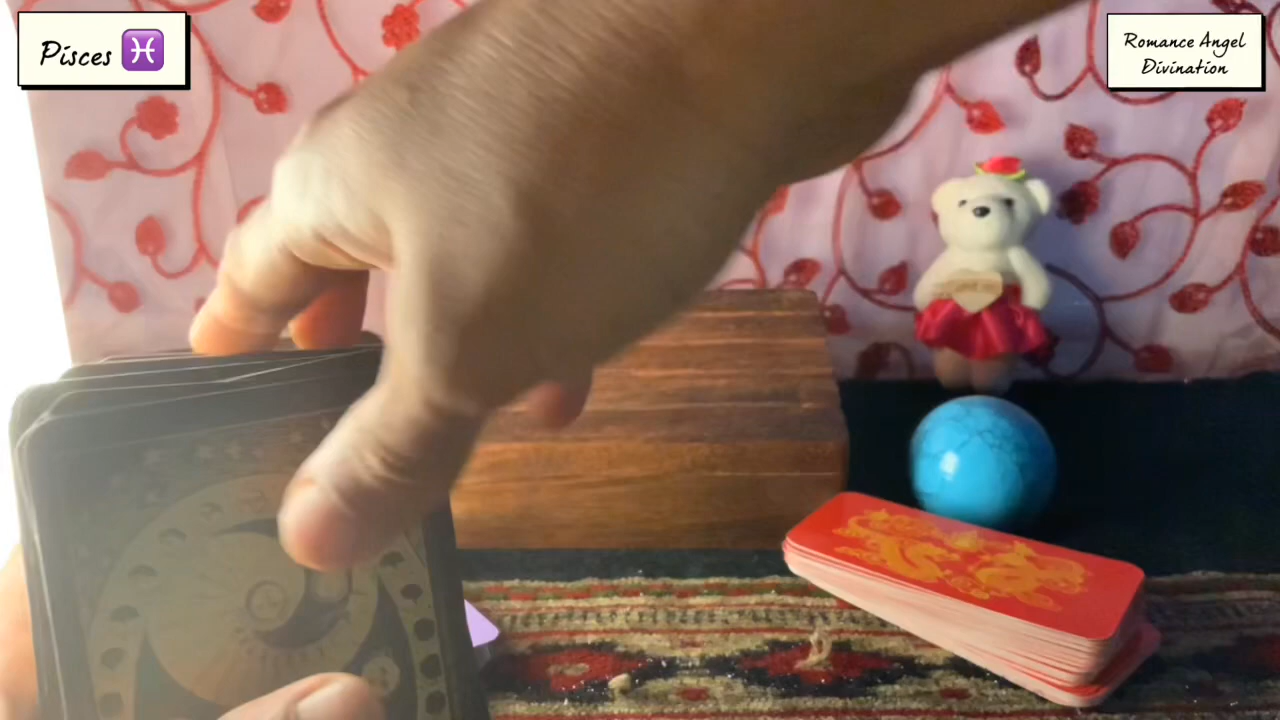 Pisces ♓
Romance Angel
Divination